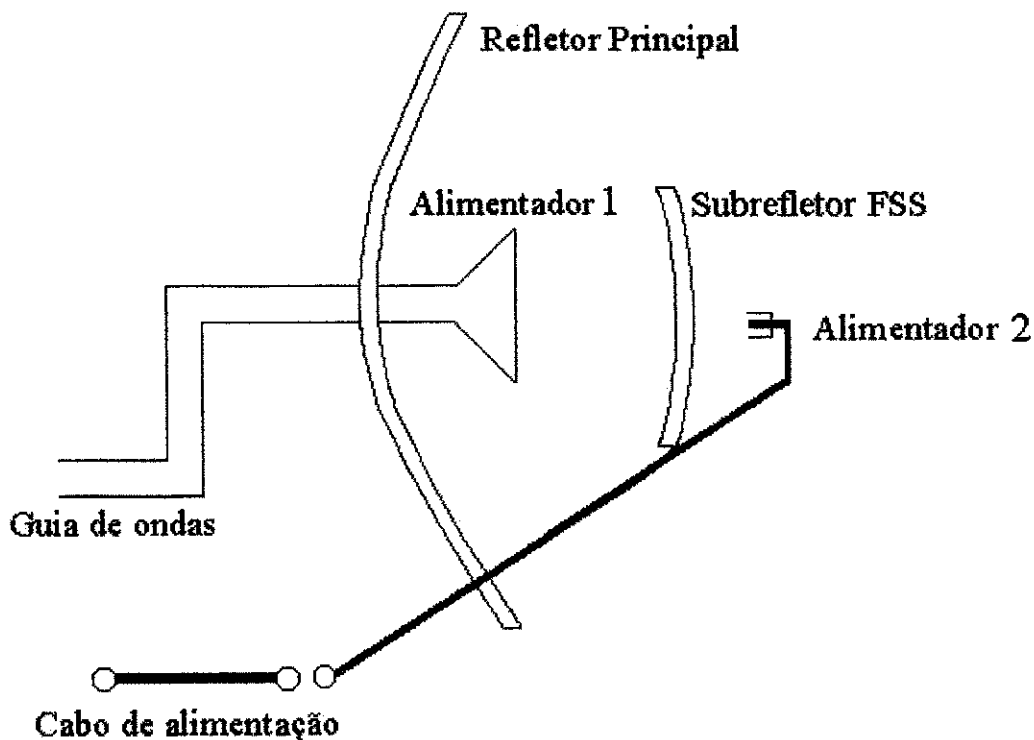 Refletor Principal
Alimentador 1
Subrefletor FSS
Alimentador 2
Guia de ondas
Cabo de alimentação